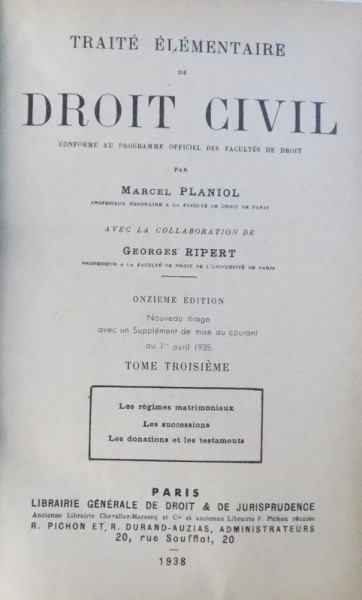 TRAITÉ ÉLÉMENTAIRE
DE
DROIT CIVIL
CONFORME AU PROGRAMME OFFICIEL DES FACULTÉS DE DROIT
PAR
MARCEL PLANIOL
PROFESSEUR HONORAIRE A LA FACULTÉ DE DROIT DE PARIS
AVEC LA COLLABORATION DE
GEORGES RIPERT
PROFESSEUR A LA FACULTÉ DE DROIT DE L'UNIVERSITÉ DE PARIS
ONZIÈME ÉDITION
Nouveau tirage
avec un Supplément de mise au courant
au 1er avril 1938.
TOME TROISIÈME
Les régimes matrimoniaux
Les successions
Les donations et les testaments
PARIS
LIBRAIRIE GÉNÉRALE DE DROIT & DE JURISPRUDENCE
Ancienne Librairie Chevalier-Marescq et Cie et ancienne Librairie F. Pichon réunies
R. PICHON ET R. DURAND-AUZIAS, ADMINISTRATEURS
20, rue Soufflot, 20
1938